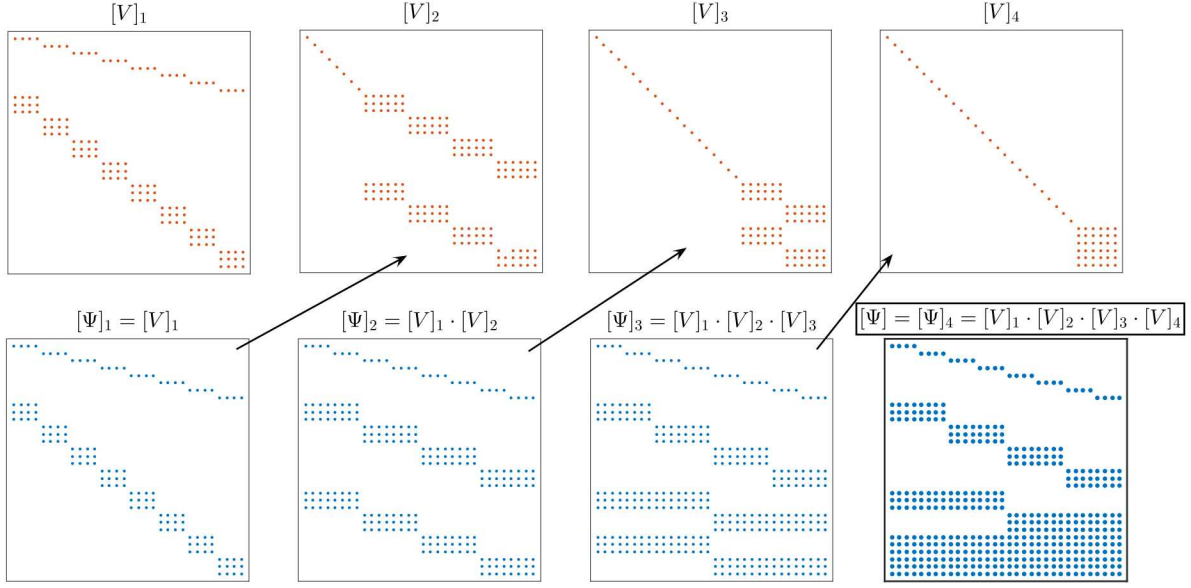 [V]₁
[V]₂
[V]₃
[V]₄
[Ψ]₁ = [V]₁
[Ψ]₂ = [V]₁ · [V]₂
[Ψ]₃ = [V]₁ · [V]₂ · [V]₃
[Ψ] = [Ψ]₄ = [V]₁ · [V]₂ · [V]₃ · [V]₄